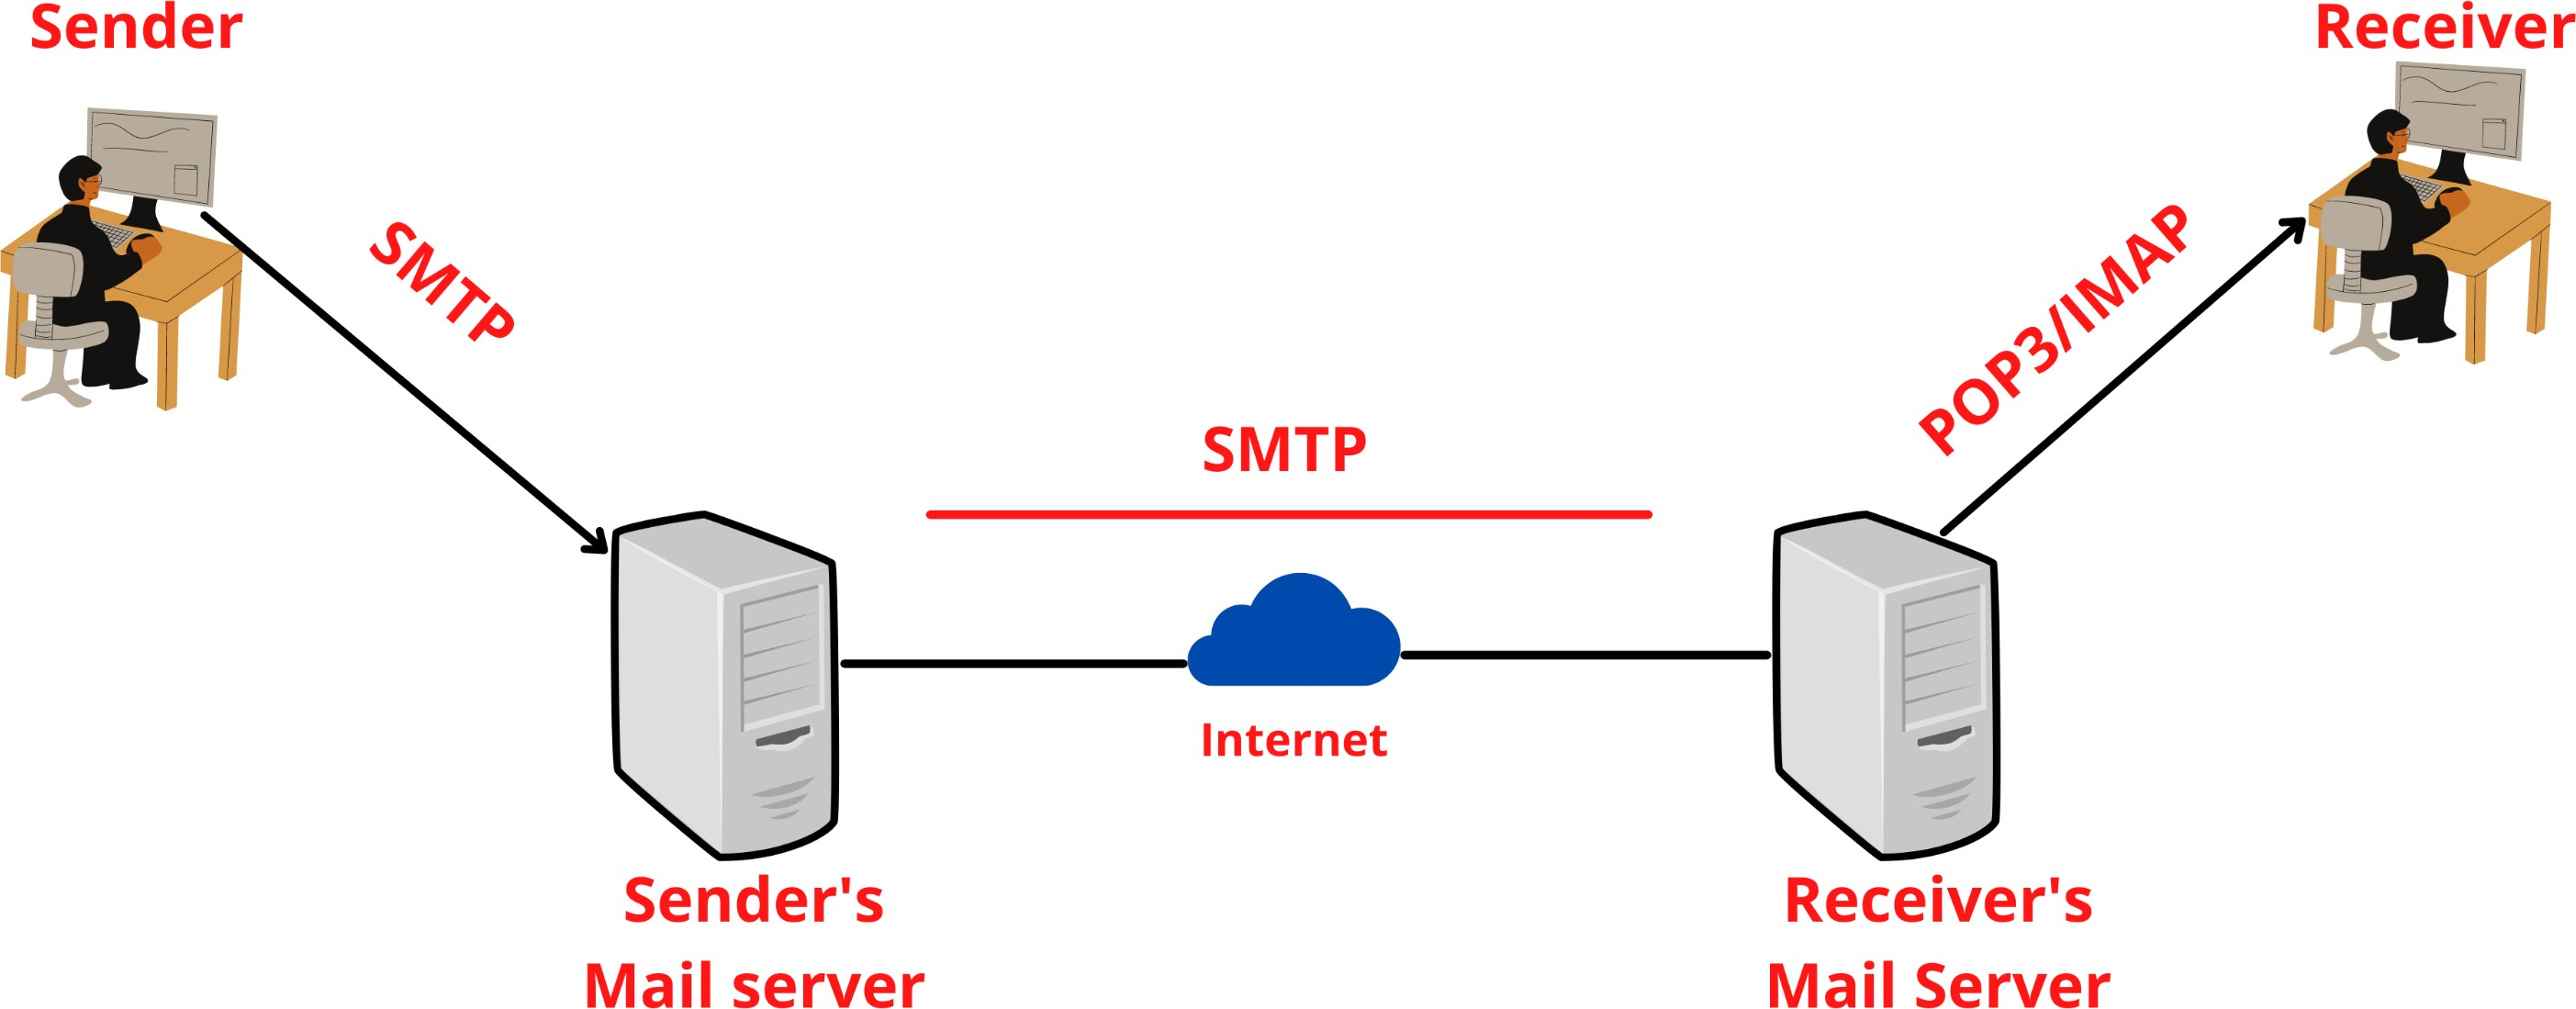 Sender
Receiver
SMTP
POP3/IMAP
SMTP
Internet
Sender's
Mail server
Receiver's
Mail Server